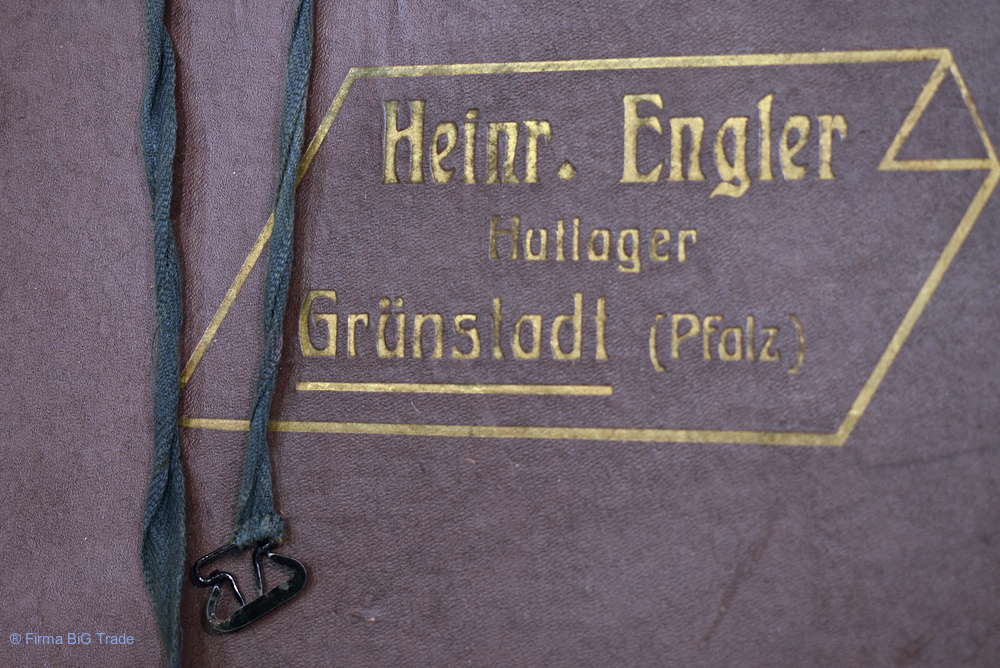 Heinr. Engler
Hutlager
Grünstadt (Pfalz)
® Firma BiG Trade